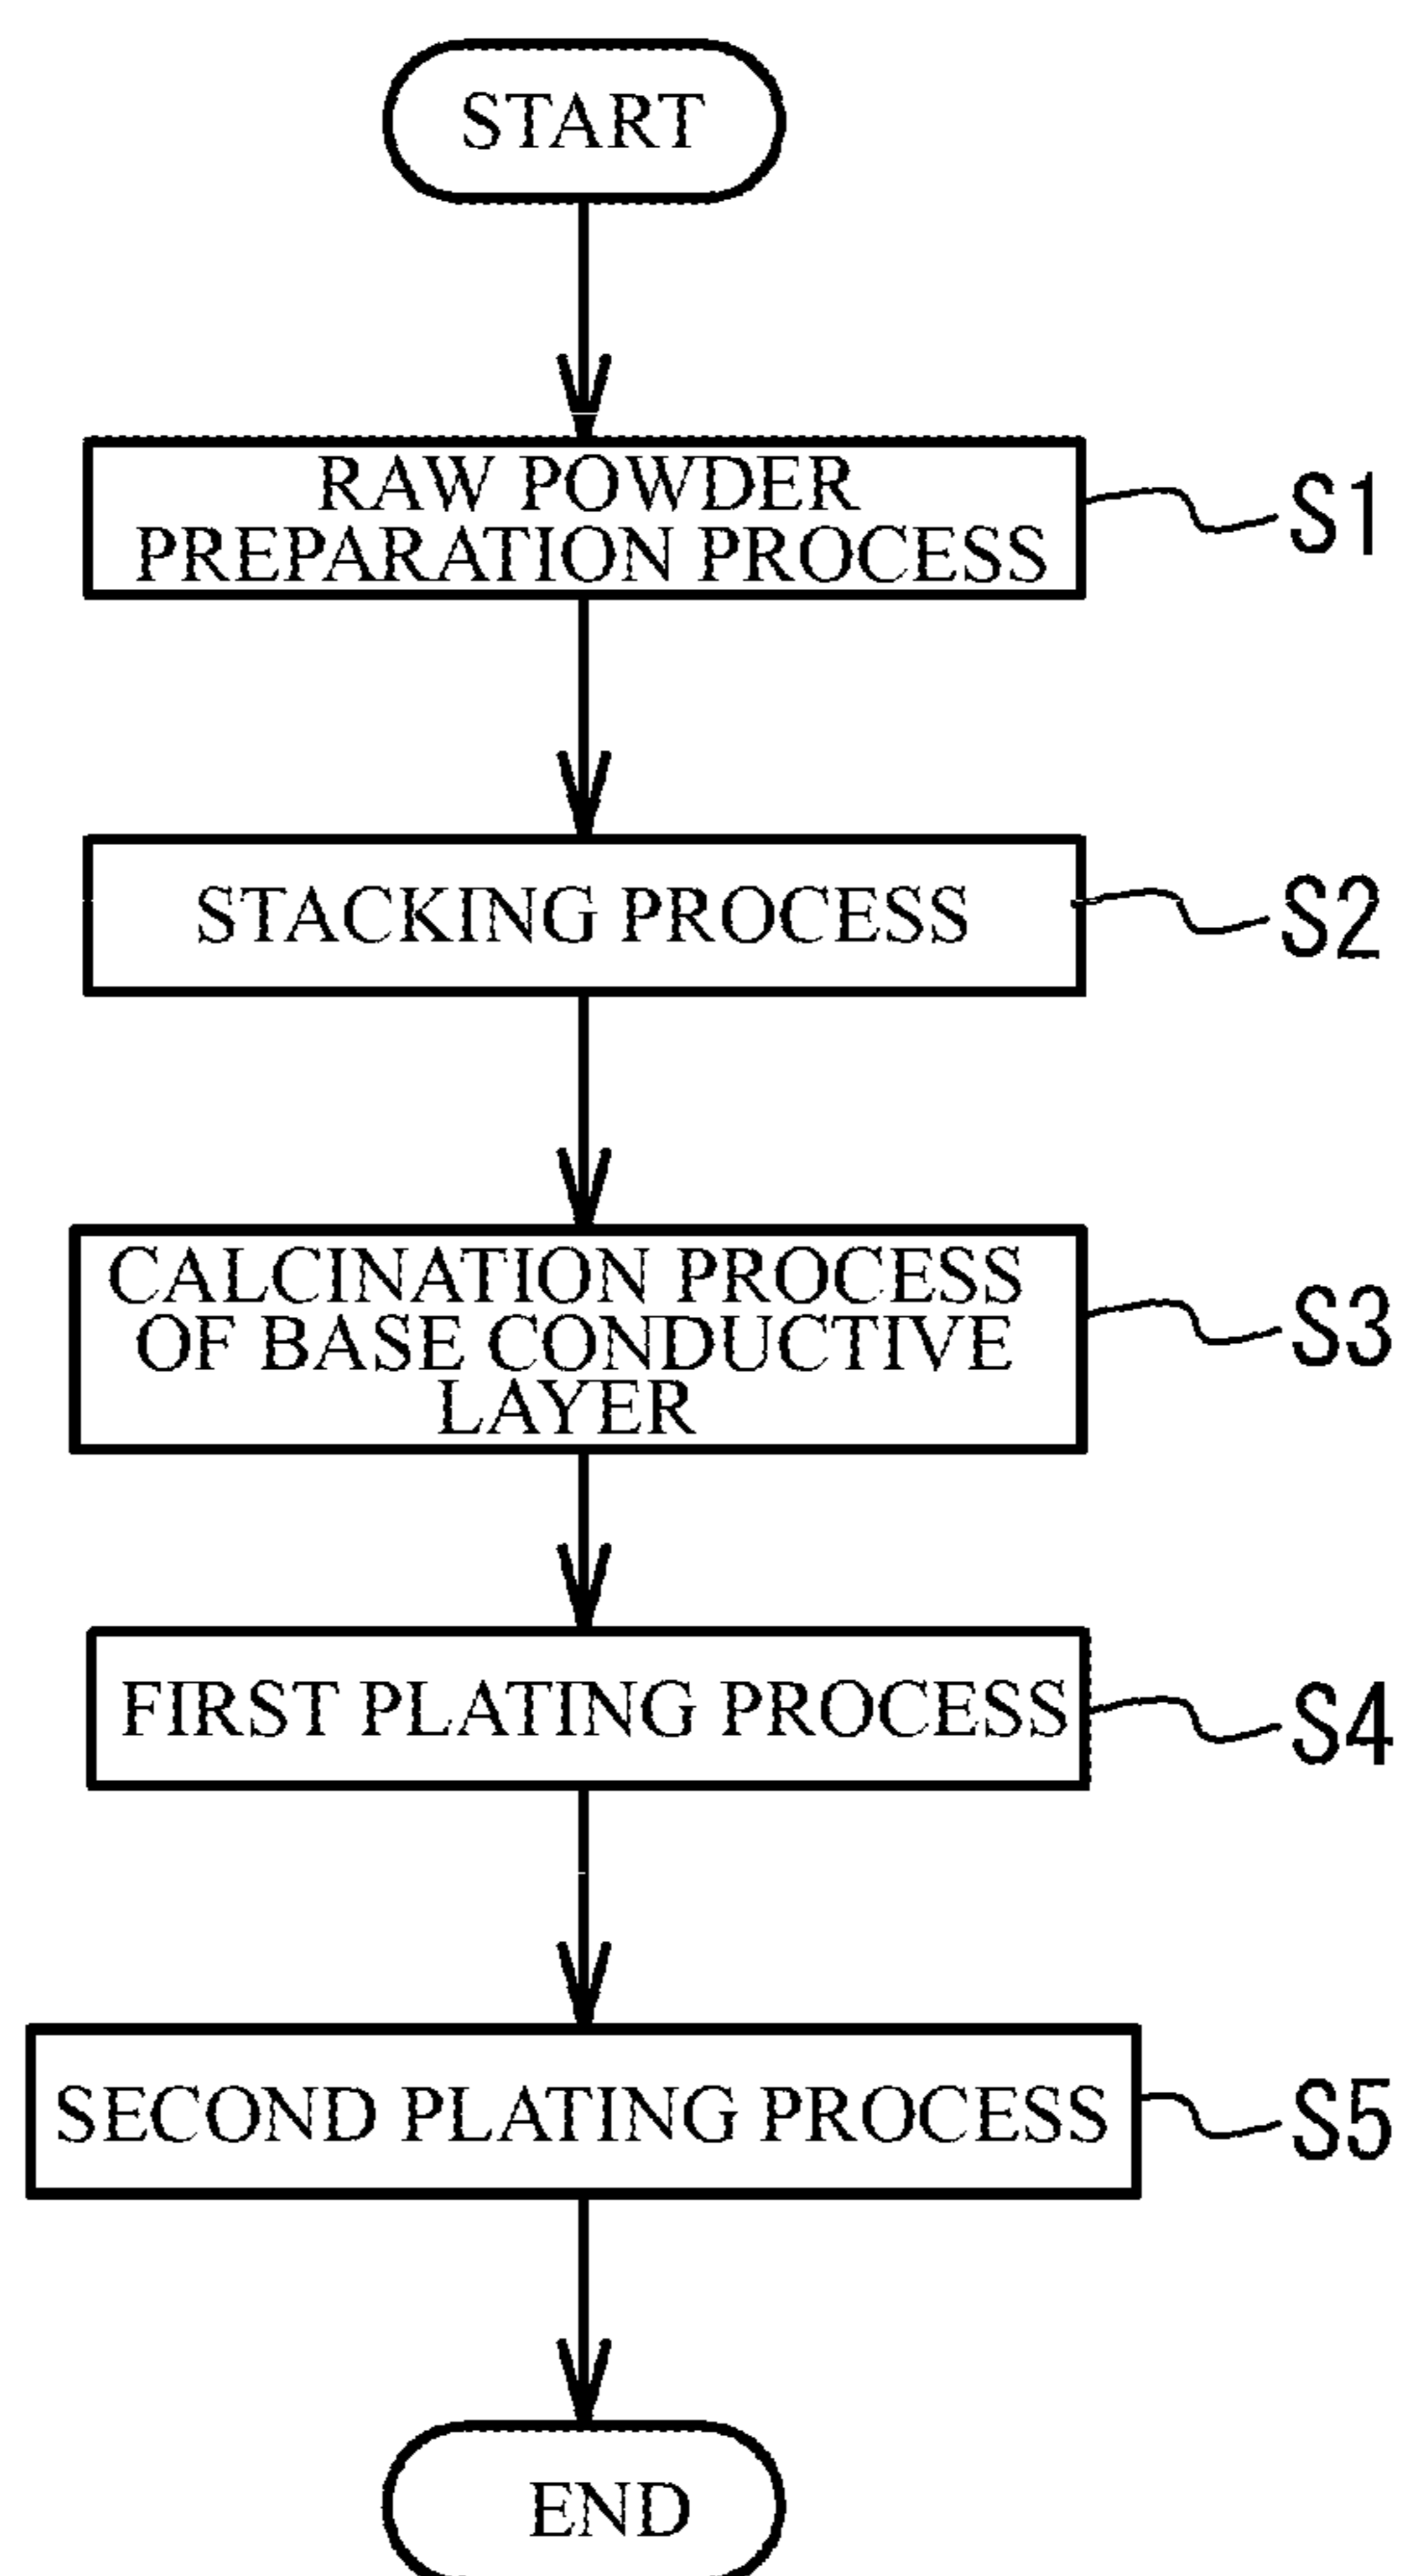 START
RAW POWDER
PREPARATION PROCESS
S1
STACKING PROCESS
S2
CALCINATION PROCESS
OF BASE CONDUCTIVE
LAYER
S3
FIRST PLATING PROCESS
S4
SECOND PLATING PROCESS
S5
END